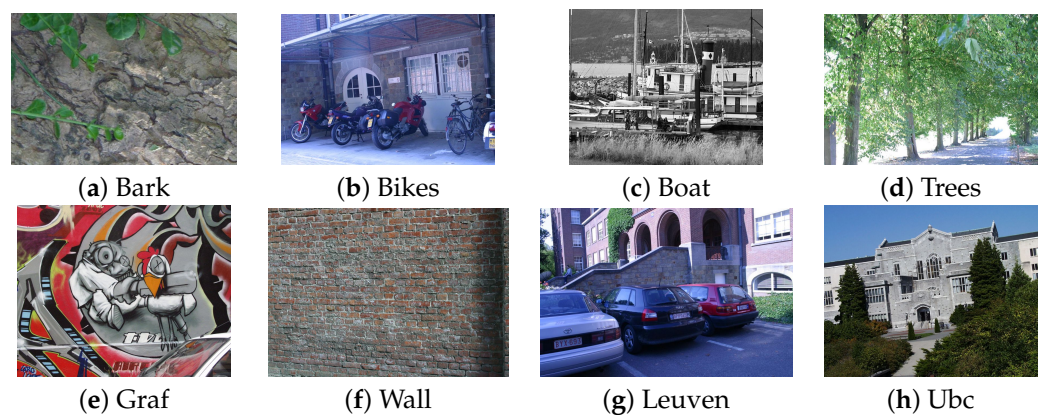 (a) Bark
(b) Bikes
(c) Boat
(d) Trees
(e) Graf
(f) Wall
(g) Leuven
(h) Ubc